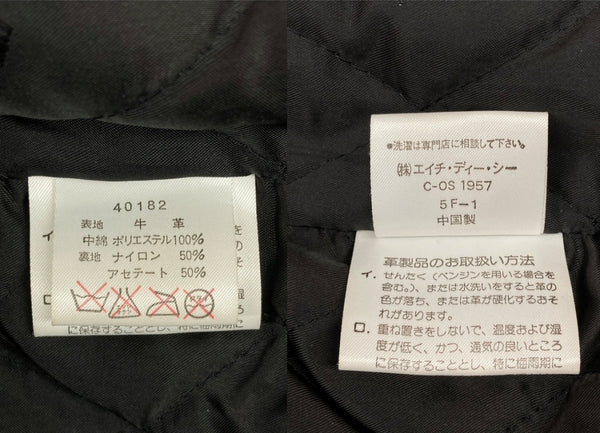 40182
表地 牛革
中綿 ポリエステル100%
裏地 ナイロン 50%
アセテート 50%
イ.
ロ
に保存することとし、特に梅雨期に
※洗濯は専門店に相談して下さい。
㈱エイチ・ディー・シー
C-OS 1957
5F-1
中国製
革製品のお取扱い方法
イ. せんたく(ベンジンを用いる場合を
含む。)、または水洗いをすると革の
色が落ち、または革が硬化するおそ
れがあります。
ロ. 重ね置きをしないで、温度および湿
度が低く、かつ、通気の良いところ
に保存することとし、特に梅雨期に